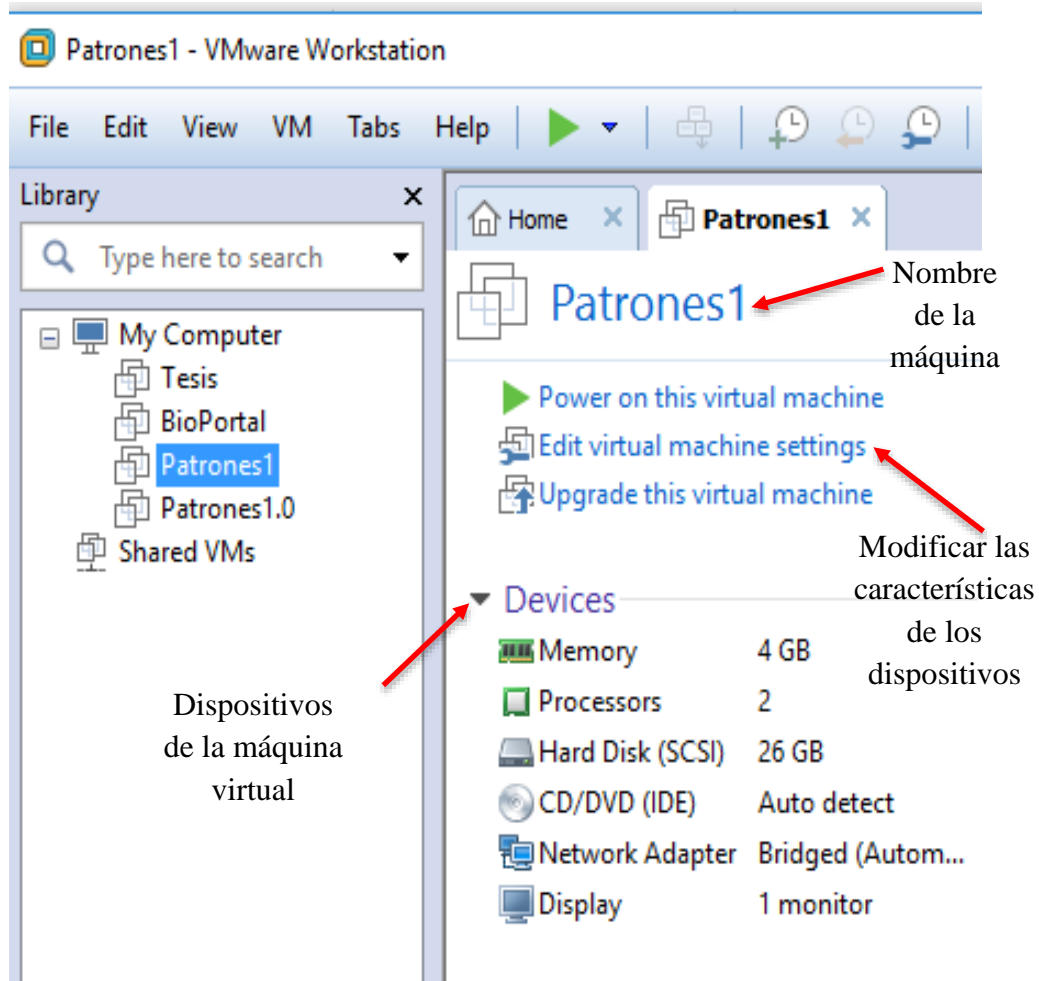 Patrones1 - VMware Workstation
File Edit View VM Tabs Help
Library x
Type here to search
My Computer
Tesis
BioPortal
Patrones1
Patrones1.0
Shared VMs
Home x Patrones1 x
Patrones1
Nombre
de la
máquina
Power on this virtual machine
Edit virtual machine settings
Upgrade this virtual machine
Modificar las
características
de los
dispositivos
Devices
Memory 4 GB
Processors 2
Hard Disk (SCSI) 26 GB
CD/DVD (IDE) Auto detect
Network Adapter Bridged (Autom...
Display 1 monitor
Dispositivos
de la máquina
virtual